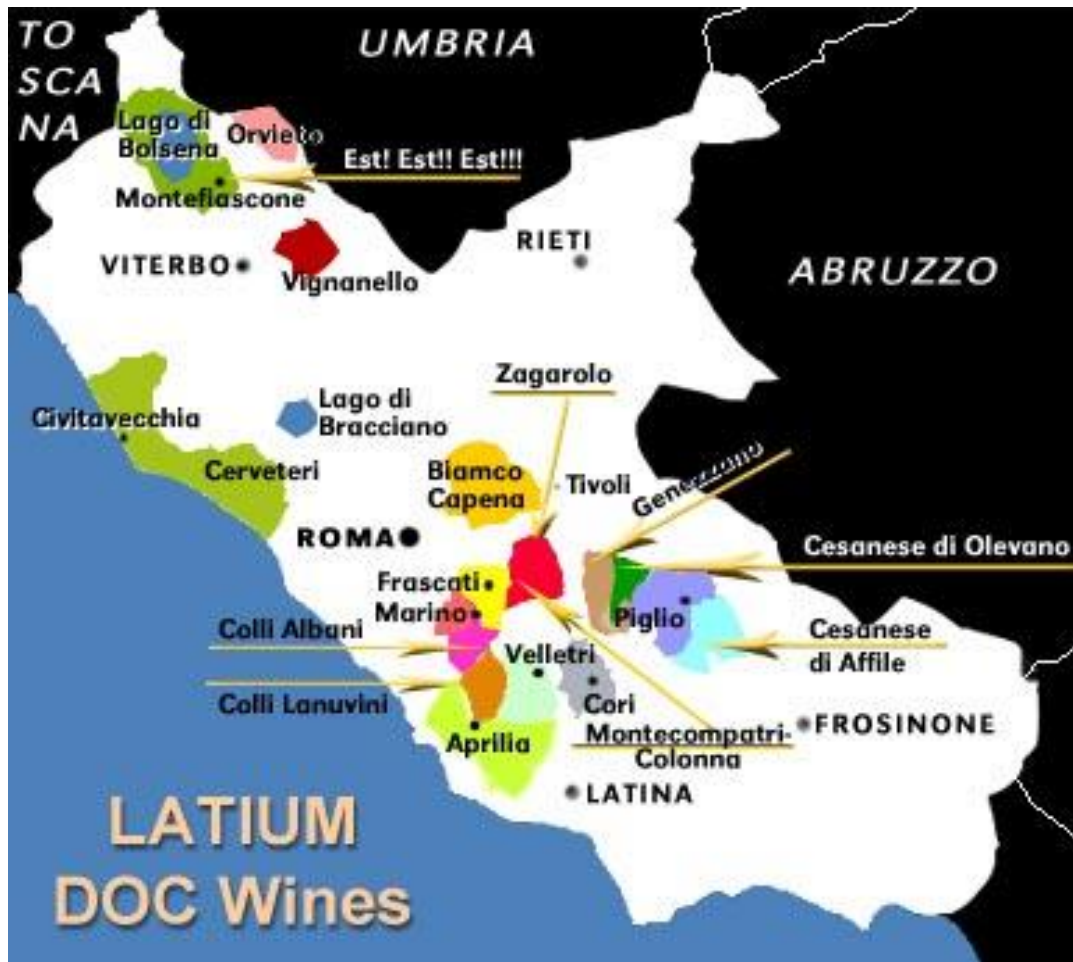 TO
SCA
NA
UMBRIA
Lago di
Bolsena
Orvieto
Est! Est!! Est!!!
Montefiascone
RIETI
VITERBO
ABRUZZO
Vignanello
Zagarolo
Lago di
Bracciano
Civitavecchia
Cerveteri
Biamco
Capena
Tivoli
Genazzano
ROMA
Cesanese di Olevano
Frascati
Marino
Piglio
Colli Albani
Cesanese
di Affile
Velletri
Colli Lanuvini
Cori
Montecompatri-
Colonna
FROSINONE
Aprilia
LATINA
LATIUM
DOC Wines